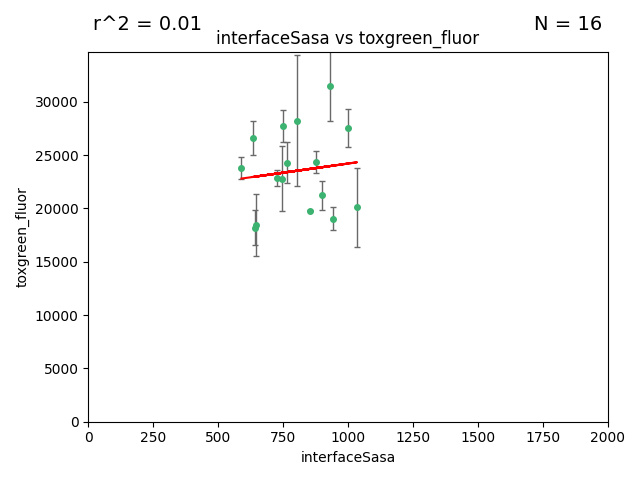 r^2 = 0.01
N = 16
interfaceSasa vs toxgreen_fluor
toxgreen_fluor
30000
25000
20000
15000
10000
5000
0
0 250 500 750 1000 1250 1500 1750 2000
interfaceSasa